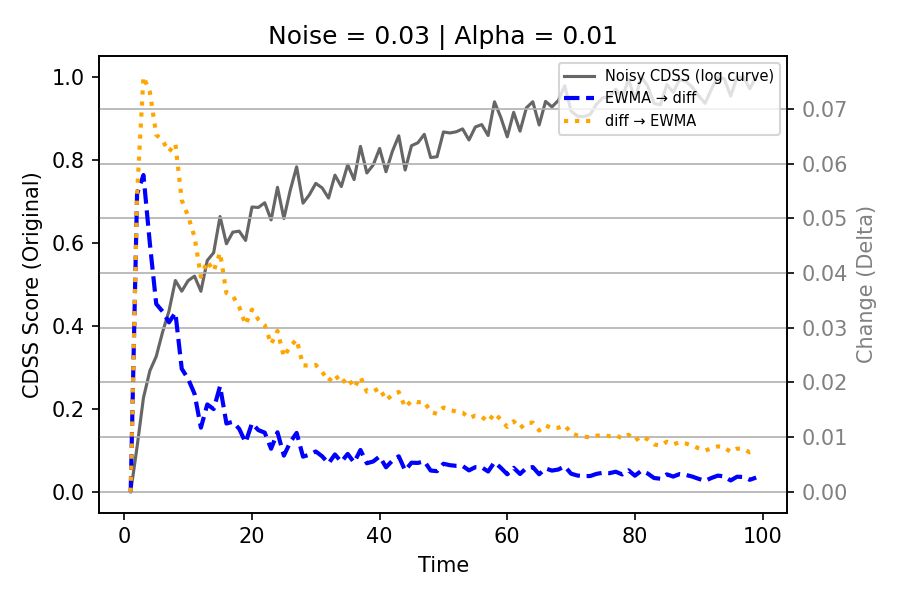 Noise = 0.03 | Alpha = 0.01
Noisy CDSS (log curve)
EWMA → diff
diff → EWMA
CDSS Score (Original)
1.0
0.8
0.6
0.4
0.2
0.0
0.07
0.06
0.05
0.04
0.03
0.02
0.01
0.00
Change (Delta)
0 20 40 60 80 100
Time